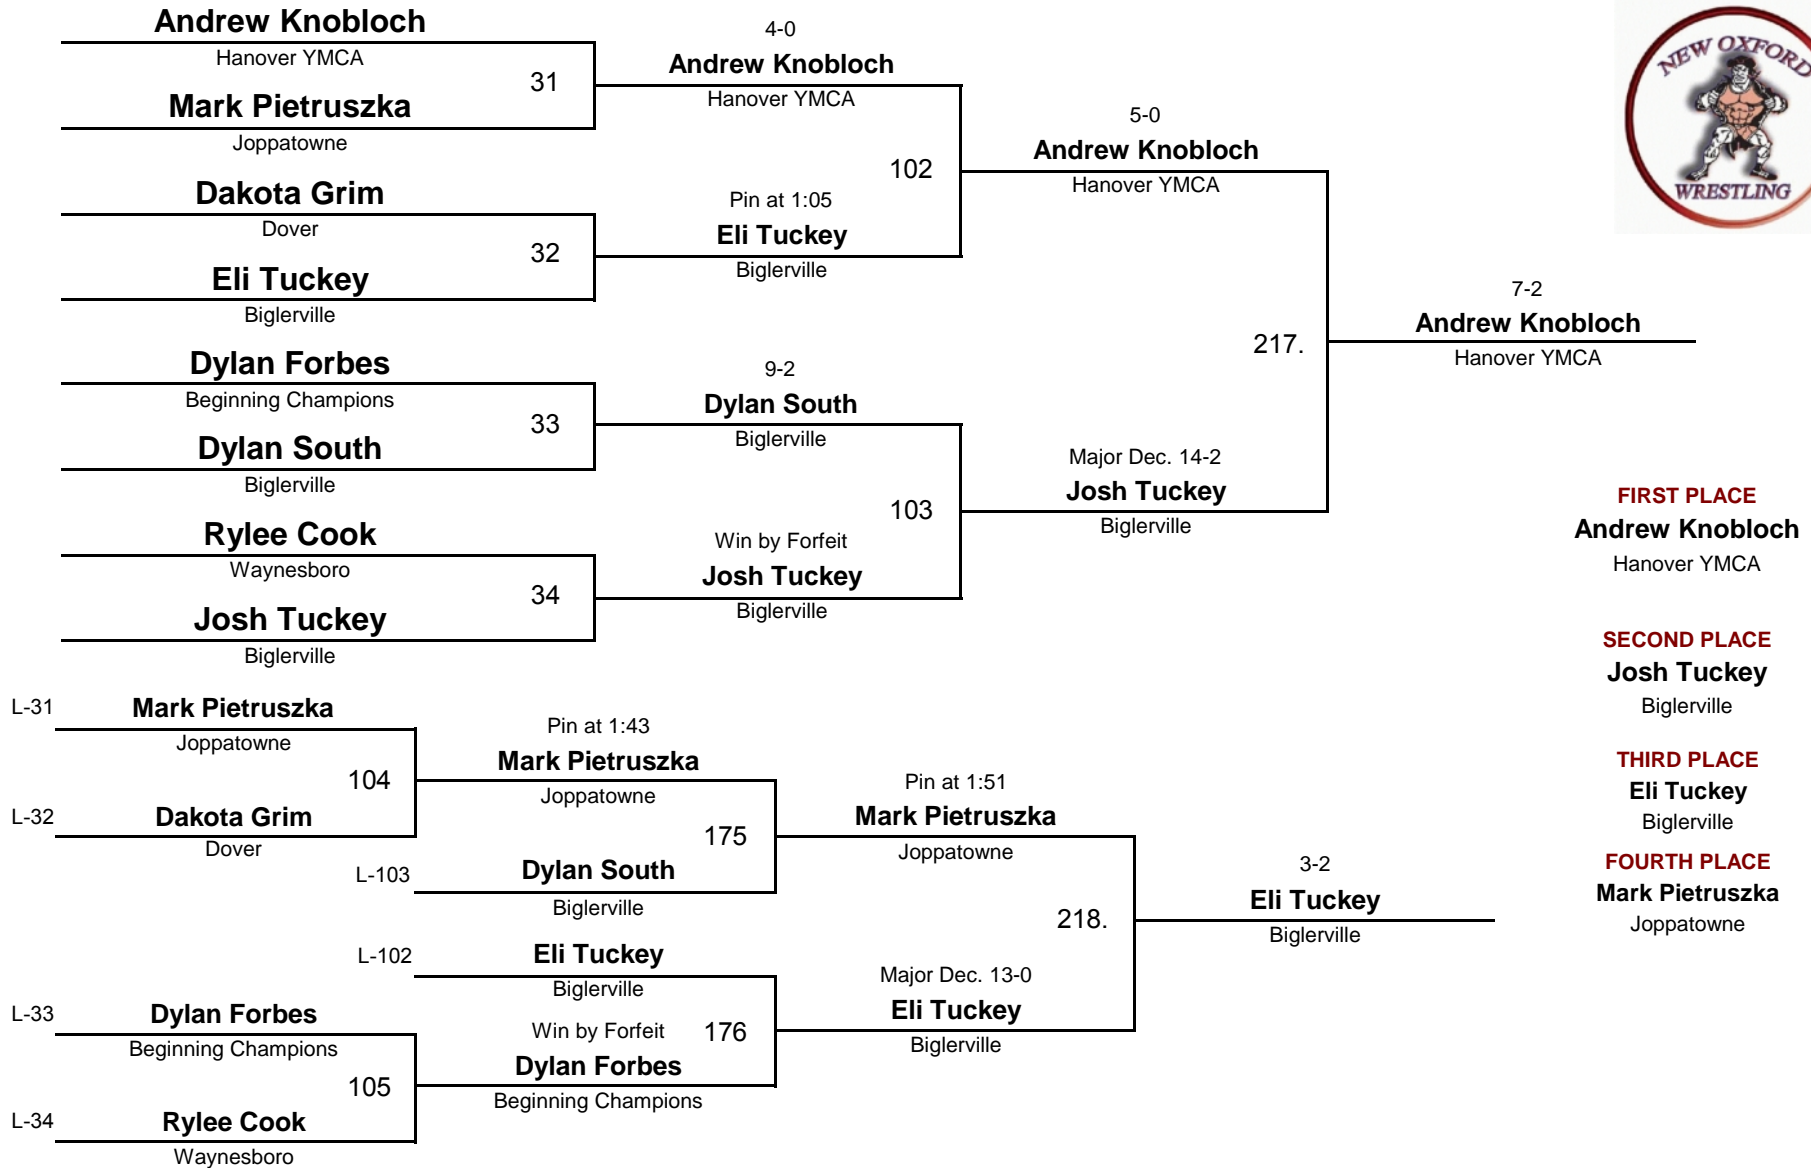 Andrew Knobloch
Hanover YMCA
31
Mark Pietruszka
Joppatowne
Dakota Grim
Dover
32
Eli Tuckey
Biglerville
Dylan Forbes
Beginning Champions
33
Dylan South
Biglerville
Rylee Cook
Waynesboro
34
Josh Tuckey
Biglerville
4-0
Andrew Knobloch
Hanover YMCA
102
Pin at 1:05
Eli Tuckey
Biglerville
9-2
Dylan South
Biglerville
103
Win by Forfeit
Josh Tuckey
Biglerville
5-0
Andrew Knobloch
Hanover YMCA
217.
Major Dec. 14-2
Josh Tuckey
Biglerville
7-2
Andrew Knobloch
Hanover YMCA
NEW OXFORD
WRESTLING
FIRST PLACE
Andrew Knobloch
Hanover YMCA
SECOND PLACE
Josh Tuckey
Biglerville
THIRD PLACE
Eli Tuckey
Biglerville
FOURTH PLACE
Mark Pietruszka
Joppatowne
L-31
Mark Pietruszka
Joppatowne
104
L-32
Dakota Grim
Dover
Pin at 1:43
Mark Pietruszka
Joppatowne
175
L-103
Dylan South
Biglerville
L-102
Eli Tuckey
Biglerville
L-33
Dylan Forbes
Beginning Champions
105
L-34
Rylee Cook
Waynesboro
Win by Forfeit
176
Dylan Forbes
Beginning Champions
Pin at 1:51
Mark Pietruszka
Joppatowne
218.
Major Dec. 13-0
Eli Tuckey
Biglerville
3-2
Eli Tuckey
Biglerville